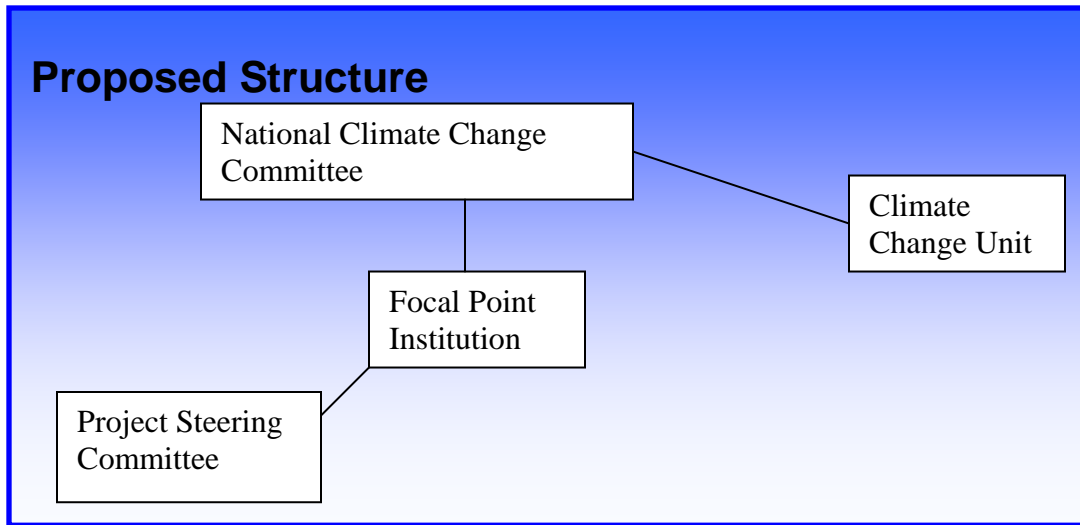 Proposed Structure
National Climate Change
Committee
Climate
Change Unit
Focal Point
Institution
Project Steering
Committee